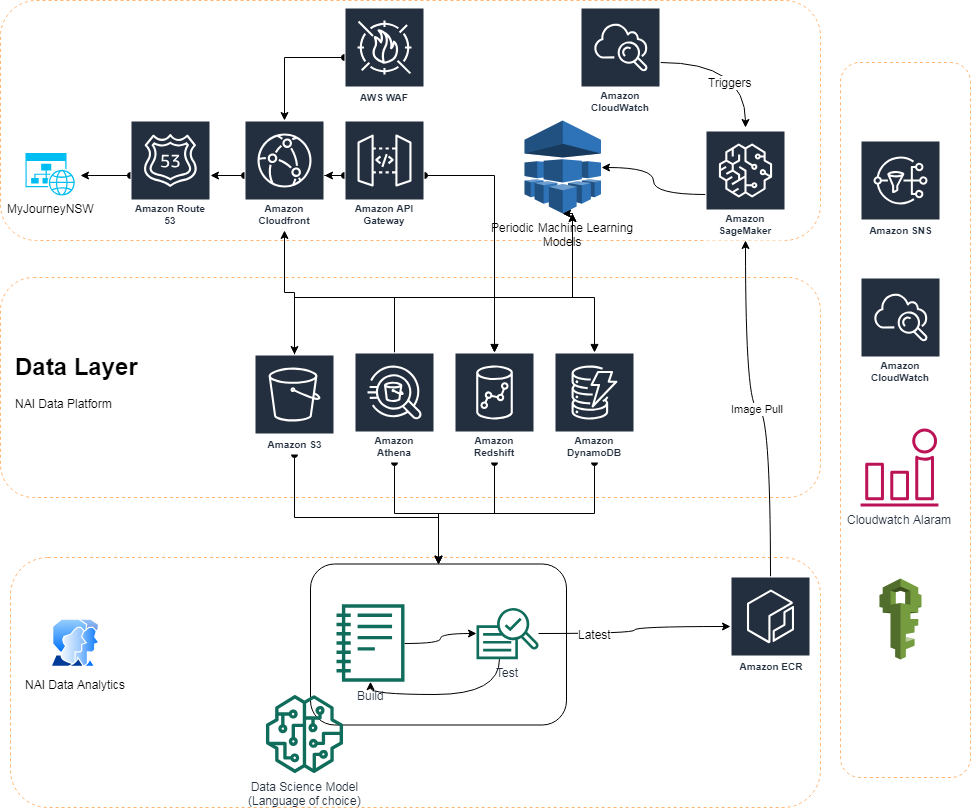 AWS WAF
Amazon
CloudWatch
Triggers
53
MyJourneyNSW
Amazon Route
53
Amazon
Cloudfront
</>
Amazon API
Gateway
Periodic Machine Learning
Models
Amazon
SageMaker
Amazon SNS
Data Layer
NAI Data Platform
Amazon S3
Amazon
Athena
Amazon
Redshift
Amazon
DynamoDB
Image Pull
Amazon
CloudWatch
Cloudwatch Alaram
NAI Data Analytics
Build
Test
Latest
Amazon ECR
Data Science Model
(Language of choice)